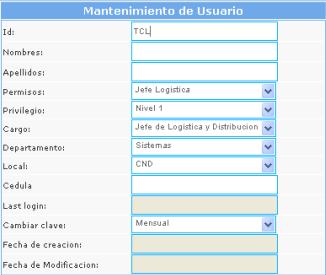 Mantenimiento de Usuario
Id: TCL
Nombres:
Apellidos:
Permisos: Jefe Logistica
Privilegio: Nivel 1
Cargo: Jefe de Logistica y Distribucion
Departamento: Sistemas
Local: CND
Cedula
Last login:
Cambiar clave: Mensual
Fecha de creacion:
Fecha de Modificacion: